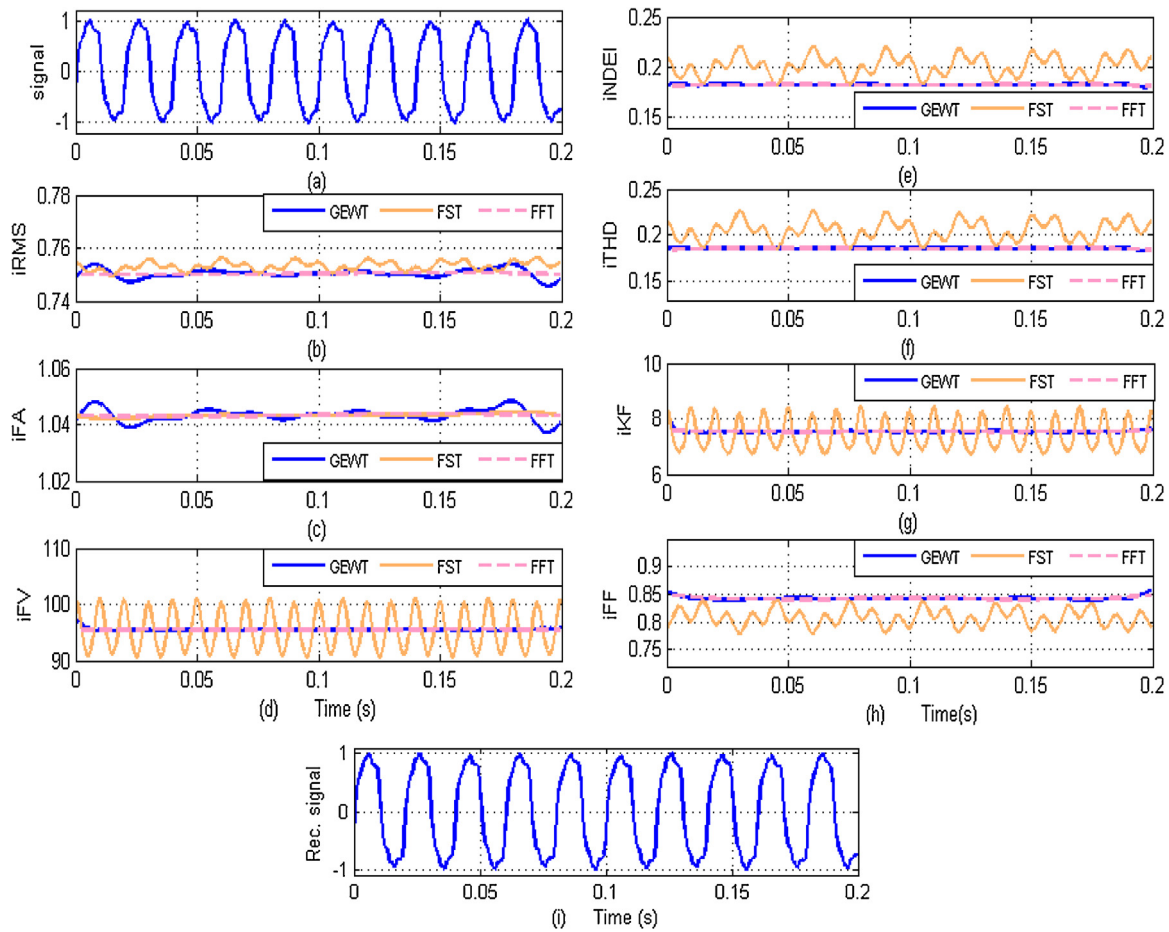 signal
1
0
-1
0
0.05
0.1
0.15
0.2
(a)
iRMS
0.78
0.76
0.74
GEWT
FST
FFT
0
0.05
0.1
0.15
0.2
(b)
iFA
1.06
1.04
1.02
GEWT
FST
FFT
0
0.05
0.1
0.15
0.2
(c)
iFV
110
100
90
GEWT
FST
FFT
0
0.05
0.1
0.15
0.2
(d) Time (s)
iNDEI
0.25
0.2
0.15
GEWT
FST
FFT
0
0.05
0.1
0.15
0.2
(e)
iTHD
0.25
0.2
0.15
GEWT
FST
FFT
0
0.05
0.1
0.15
0.2
(f)
iKF
10
8
6
GEWT
FST
FFT
0
0.05
0.1
0.15
0.2
(g)
iFF
0.9
0.85
0.8
0.75
GEWT
FST
FFT
0
0.05
0.1
0.15
0.2
(h) Time(s)
Rec. signal
1
0
-1
0
0.05
0.1
0.15
0.2
(i) Time (s)